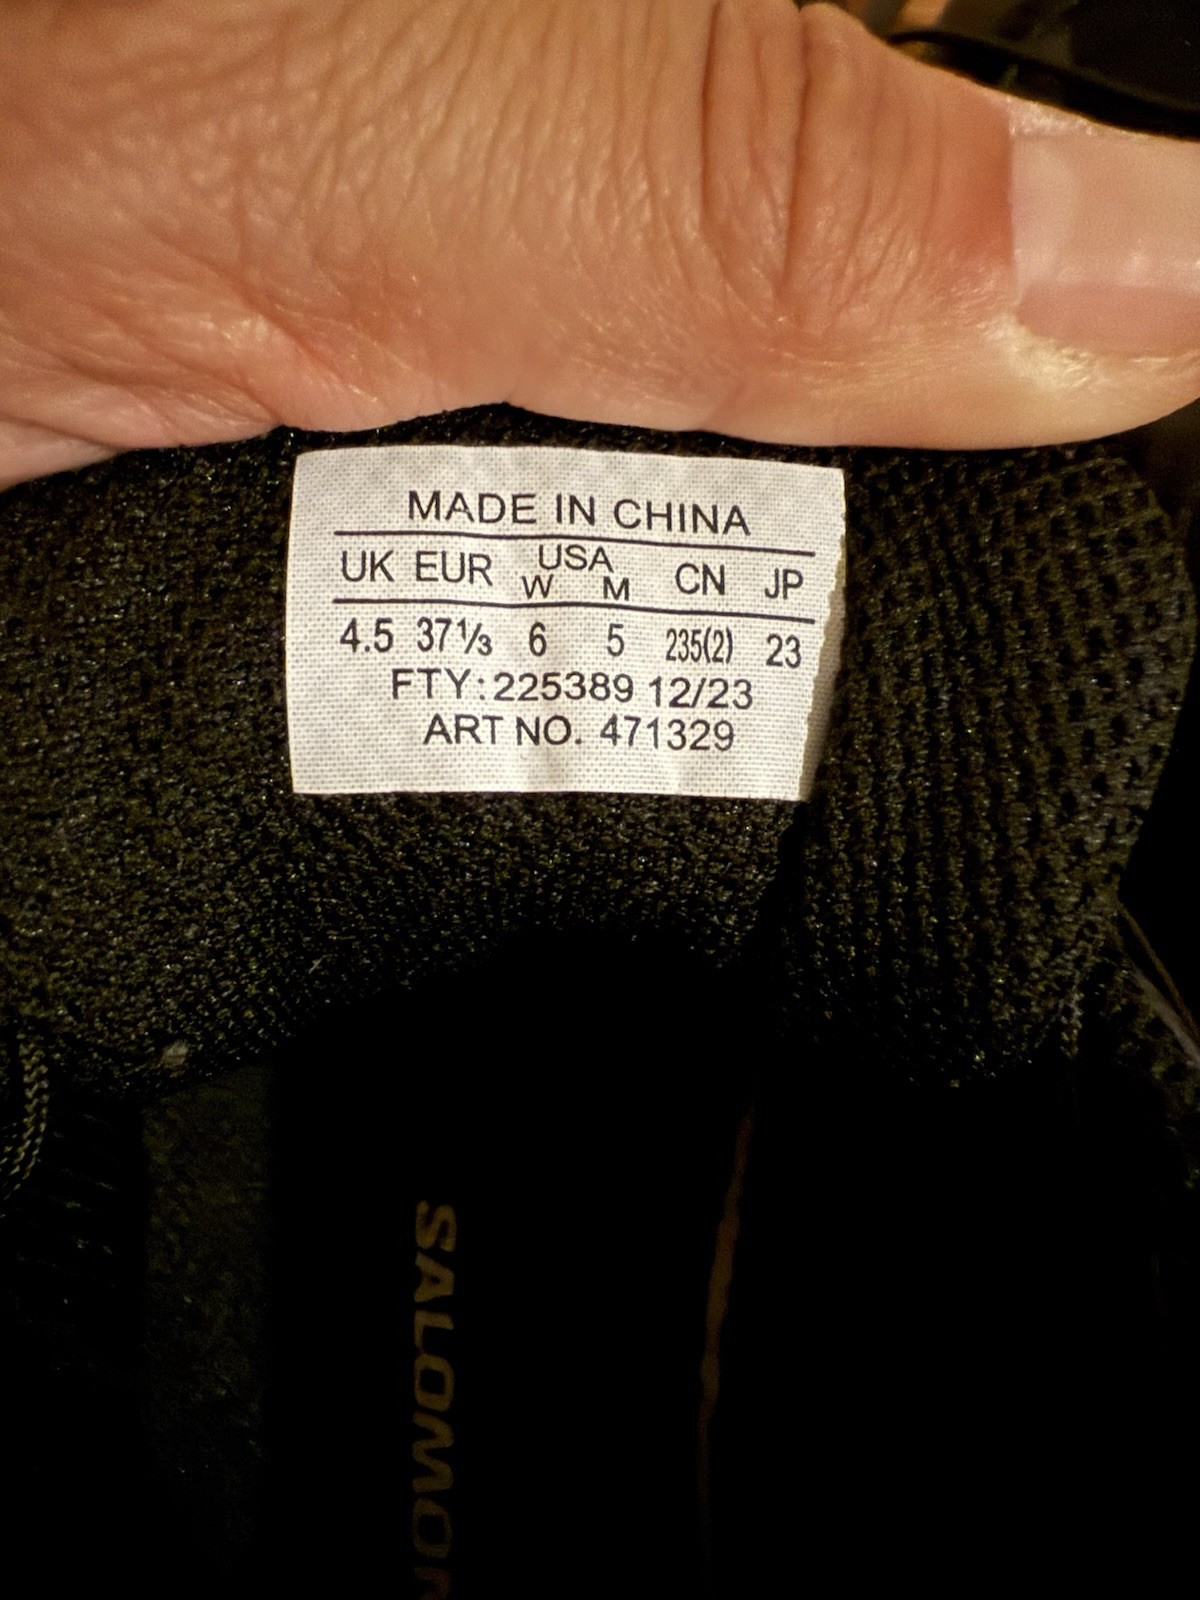 MADE IN CHINA
UK EUR USA CN JP
W M
4.5 37⅓ 6 5 235(2) 23
FTY:225389 12/23
ART NO. 471329
SALOMON